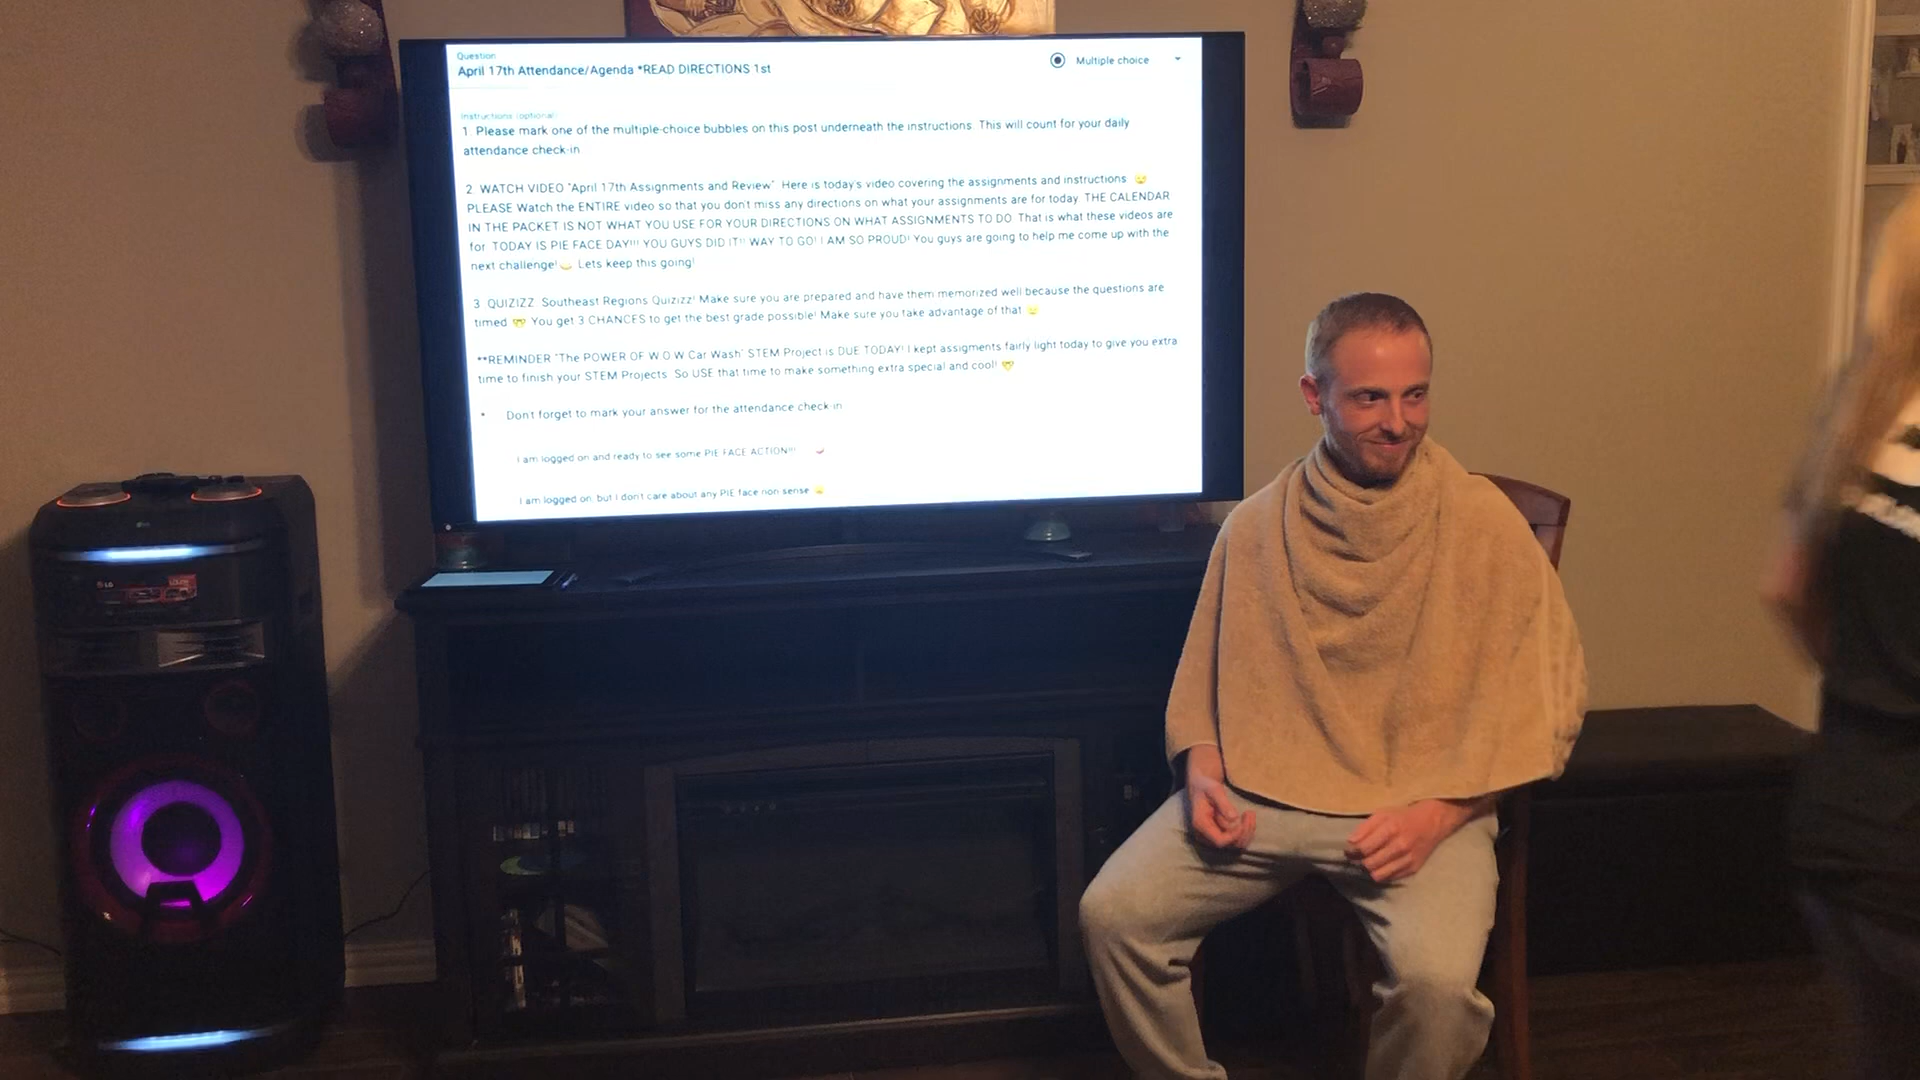 Question
April 17th Attendance/Agenda *READ DIRECTIONS 1st
Multiple choice
Instructions (optional)
1. Please mark one of the multiple-choice bubbles on this post underneath the instructions. This will count for your daily
attendance check-in
2. WATCH VIDEO "April 17th Assignments and Review". Here is today's video covering the assignments and instructions.
PLEASE Watch the ENTIRE video so that you don't miss any directions on what your assignments are for today. THE CALENDAR
IN THE PACKET IS NOT WHAT YOU USE FOR YOUR DIRECTIONS ON WHAT ASSIGNMENTS TO DO. That is what these videos are
for. TODAY IS PIE FACE DAY!!! YOU GUYS DID IT!! WAY TO GO! I AM SO PROUD! You guys are going to help me come up with the
next challenge! Lets keep this going!
3. QUIZIZZ. Southeast Regions Quizizz! Make sure you are prepared and have them memorized well because the questions are
timed. You get 3 CHANCES to get the best grade possible! Make sure you take advantage of that
**REMINDER "The POWER OF W.O.W Car Wash" STEM Project is DUE TODAY! I kept assigments fairly light today to give you extra
time to finish your STEM Projects. So USE that time to make something extra special and cool!
• Don't forget to mark your answer for the attendance check-in
I am logged on and ready to see some PIE FACE ACTION!!!
I am logged on, but I don't care about any PIE face non sense
LG